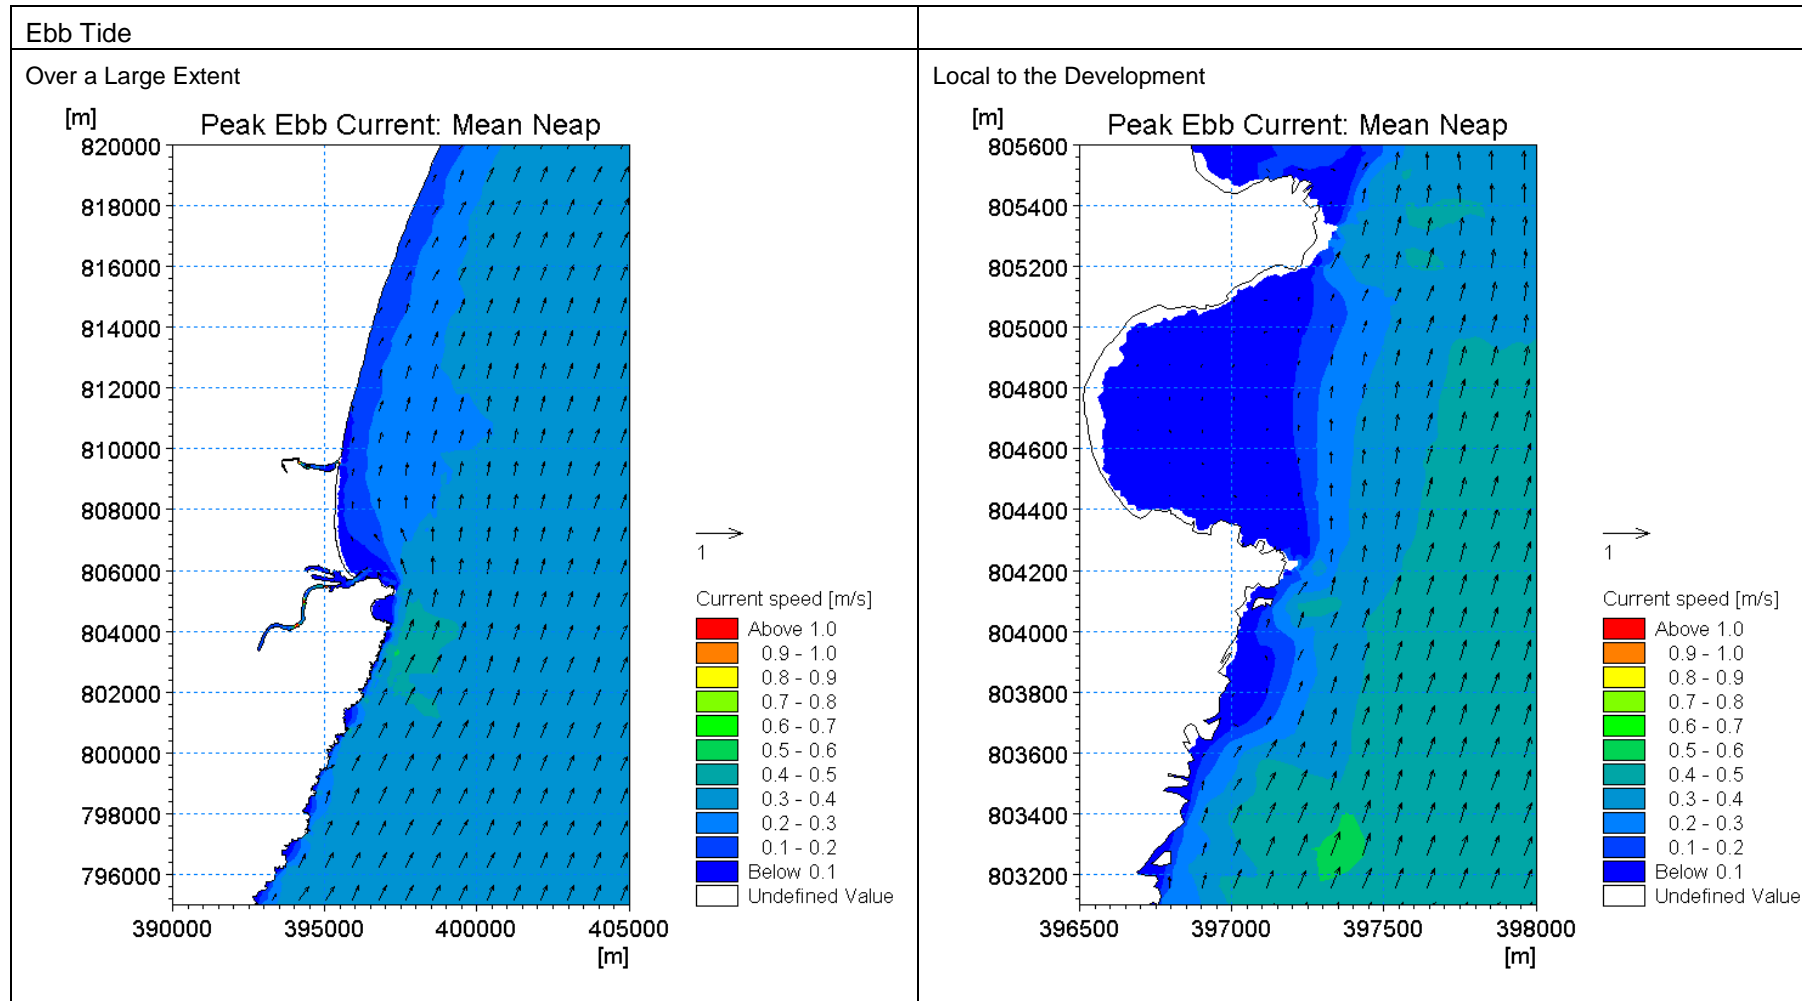 Ebb Tide
Over a Large Extent
[m]
Peak Ebb Current: Mean Neap
820000
818000
816000
814000
812000
810000
808000
806000
804000
802000
800000
798000
796000
390000 395000 400000 405000
[m]
1
Current speed [m/s]
Above 1.0
0.9 - 1.0
0.8 - 0.9
0.7 - 0.8
0.6 - 0.7
0.5 - 0.6
0.4 - 0.5
0.3 - 0.4
0.2 - 0.3
0.1 - 0.2
Below 0.1
Undefined Value
Local to the Development
[m]
Peak Ebb Current: Mean Neap
805600
805400
805200
805000
804800
804600
804400
804200
804000
803800
803600
803400
803200
396500 397000 397500 398000
[m]
1
Current speed [m/s]
Above 1.0
0.9 - 1.0
0.8 - 0.9
0.7 - 0.8
0.6 - 0.7
0.5 - 0.6
0.4 - 0.5
0.3 - 0.4
0.2 - 0.3
0.1 - 0.2
Below 0.1
Undefined Value